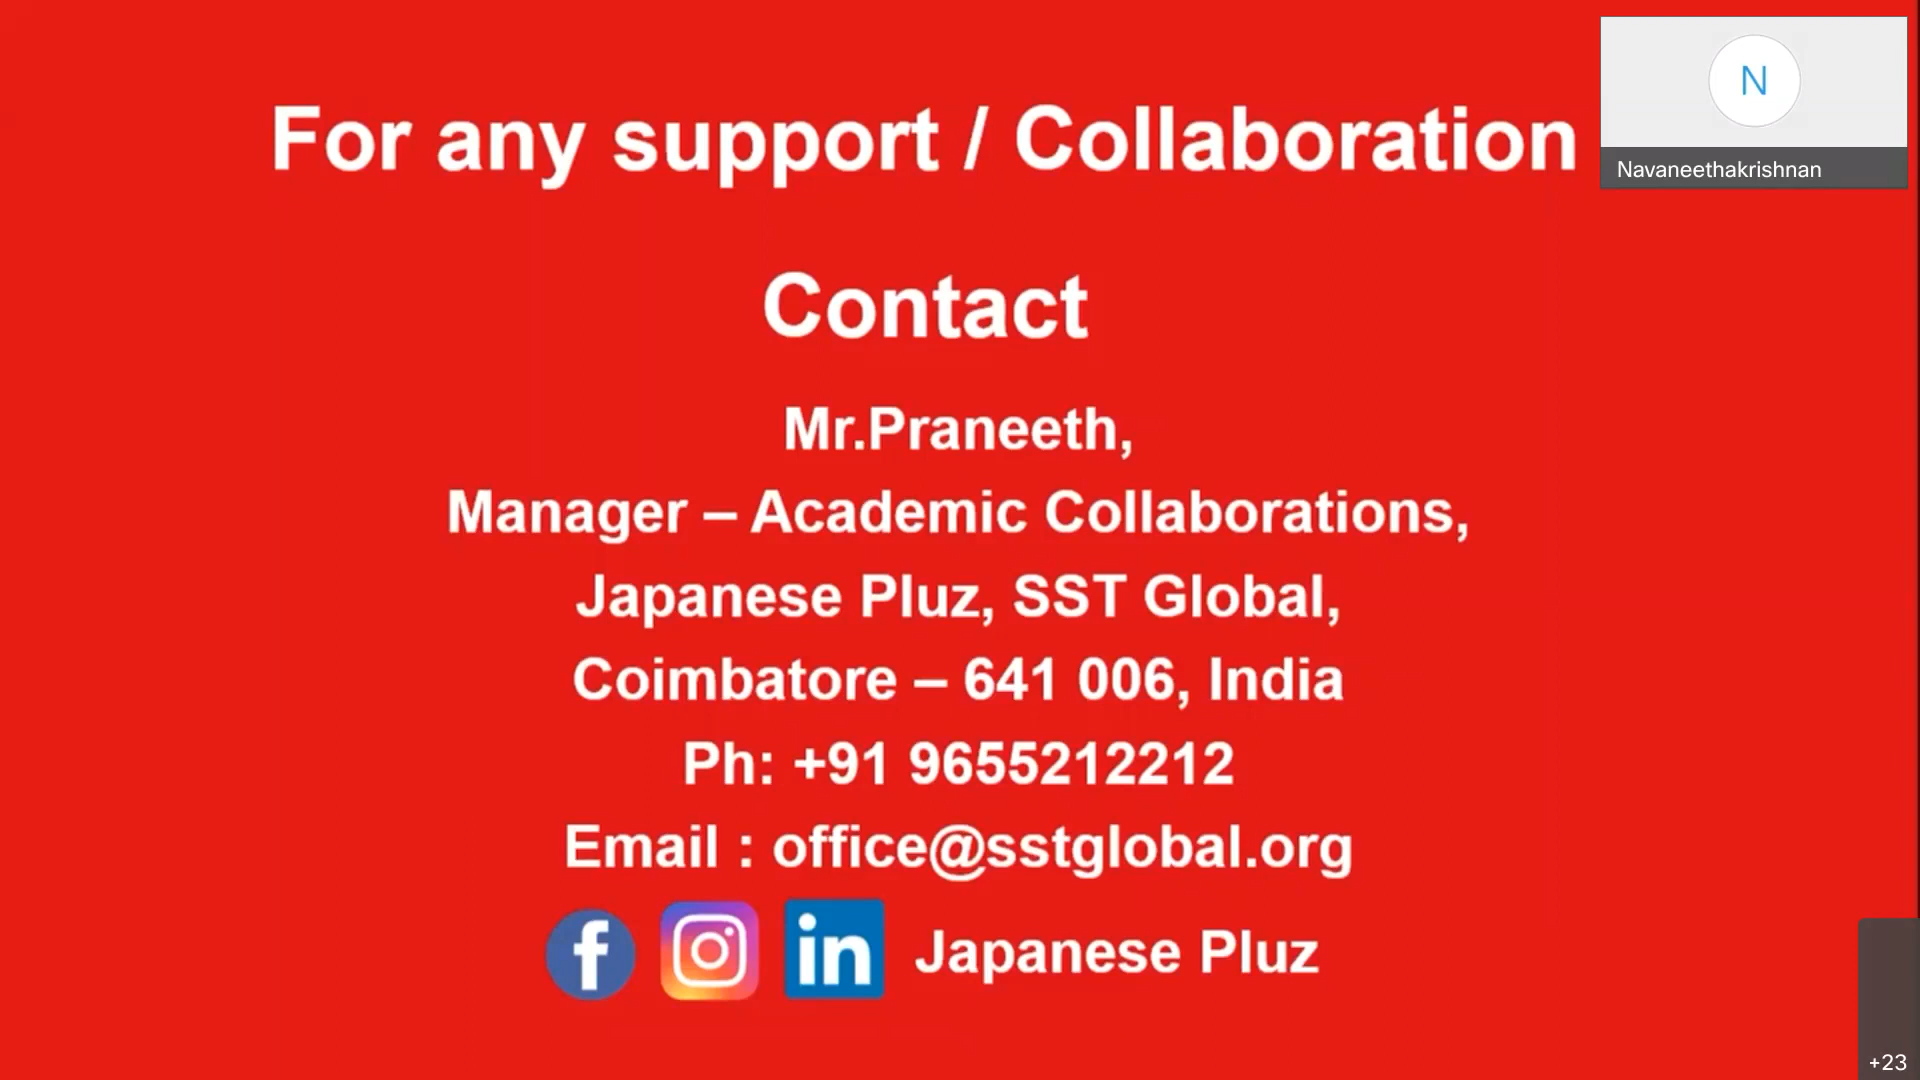 For any support / Collaboration
N
Navaneethakrishnan
Contact
Mr.Praneeth,
Manager – Academic Collaborations,
Japanese Pluz, SST Global,
Coimbatore – 641 006, India
Ph: +91 9655212212
Email : office@sstglobal.org
f in Japanese Pluz
+23